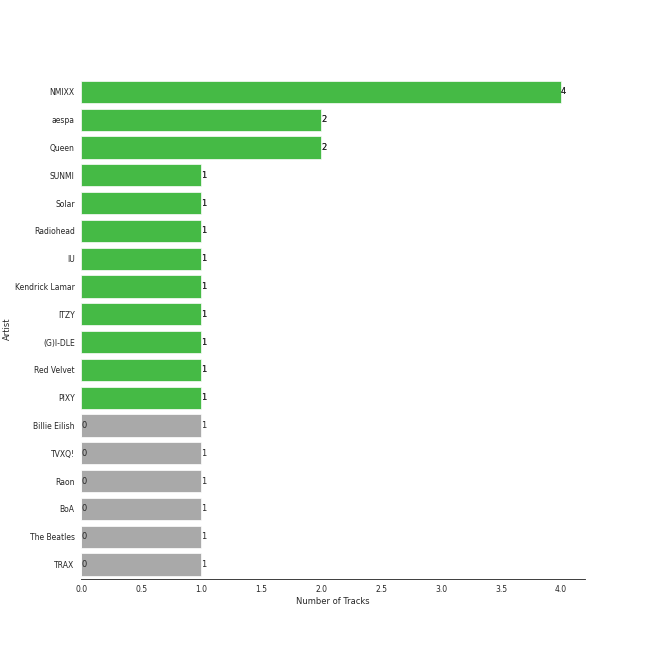 NMIXX 4
aespa 2
Queen 2
SUNMI 1
Solar 1
Radiohead 1
IU 1
Kendrick Lamar 1
ITZY 1
(G)I-DLE 1
Red Velvet 1
PIXY 1
Billie Eilish 0 1
TVXQ! 0 1
Raon 0 1
BoA 0 1
The Beatles 0 1
TRAX 0 1
Artist
0.0 0.5 1.0 1.5 2.0 2.5 3.0 3.5 4.0
Number of Tracks